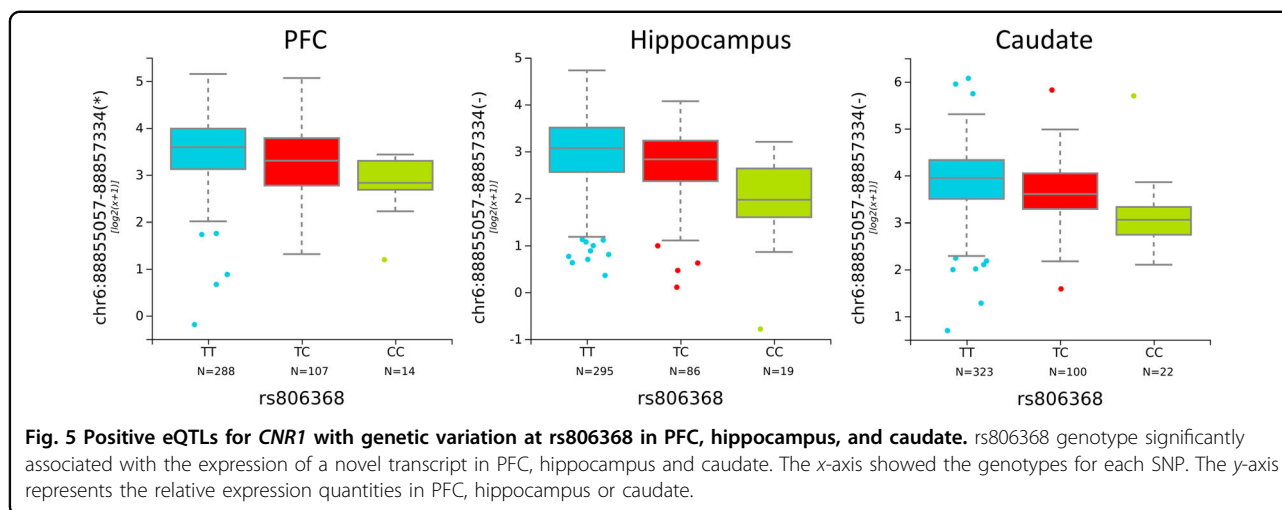 PFC
Hippocampus
Caudate
chr6:88855057-88857334(*)
[log2(x+1)]
5
4
3
2
1
0
TT
TC
CC
N=288
N=107
N=14
rs806368
chr6:88855057-88857334(-)
[log2(x+1)]
5
4
3
2
1
0
-1
TT
TC
CC
N=295
N=86
N=19
rs806368
chr6:88855057-88857334(-)
[log2(x+1)]
6
5
4
3
2
1
TT
TC
CC
N=323
N=100
N=22
rs806368
Fig. 5 Positive eQTLs for CNR1 with genetic variation at rs806368 in PFC, hippocampus, and caudate. rs806368 genotype significantly
associated with the expression of a novel transcript in PFC, hippocampus and caudate. The x-axis showed the genotypes for each SNP. The y-axis
represents the relative expression quantities in PFC, hippocampus or caudate.